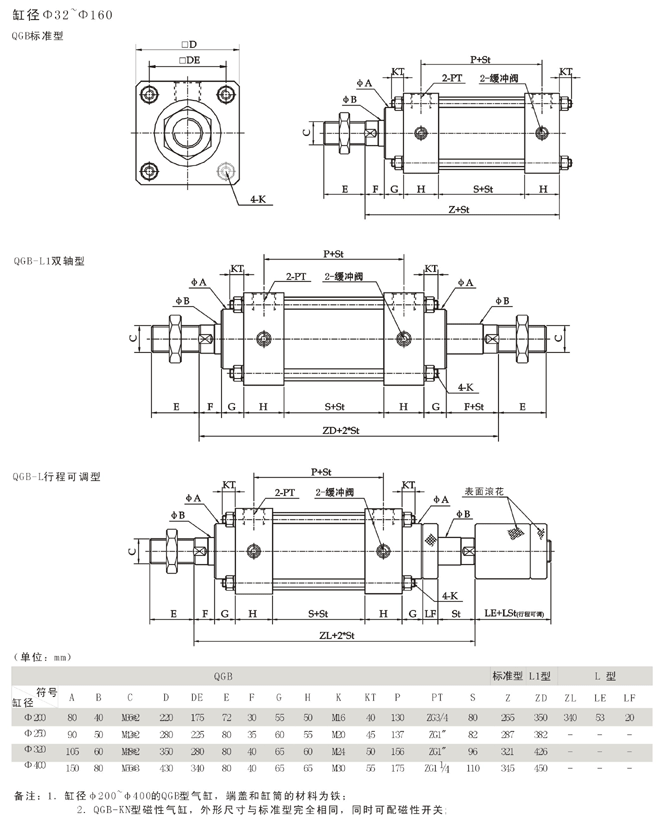 缸径Φ32~Φ160
QGB标准型
□D
□DE
4-K
P+St
KT
KT
ΦA
2-PT
2-缓冲阀
ΦB
C
E
F
G
H
S+St
H
Z+St
QGB-L1双轴型
P+St
KT
KT
ΦA
2-PT
2-缓冲阀
ΦA
ΦB
ΦB
C
C
4-K
E
F
G
H
S+St
H
G
F+St
E
ZD+2*St
QGB-L行程可调型
P+St
KT
KT
ΦA
2-PT
2-缓冲阀
ΦA
表面滚花
ΦB
ΦB
C
4-K
E
F
G
H
S+St
H
G
LF
St
LE+LSt(行程可调)
ZL+2*St
(单位: mm)
QGB 标准型 L1型 L 型
符号 缸径 A B C D DE E F G H K KT P PT S Z ZD ZL LE LF
Φ200 80 40 220 175 72 30 55 50 M16 40 130 ZG3/4 80 265 350 340 53 20
Φ250 90 50 280 225 80 35 60 55 M20 45 137 ZG1" 82 287 382 - - -
Φ320 105 60 350 280 80 40 65 60 M24 50 156 ZG1" 96 321 426 - - -
Φ400 150 80 430 340 80 40 65 65 M30 55 175 ZG1 1/4 110 345 450 - - -
备注: 1. 缸径Φ200~Φ400的QGB型气缸, 端盖和缸筒的材料为铁;
2. QGB-KN型磁性气缸, 外形尺寸与标准型完全相同, 同时可配磁性开关;